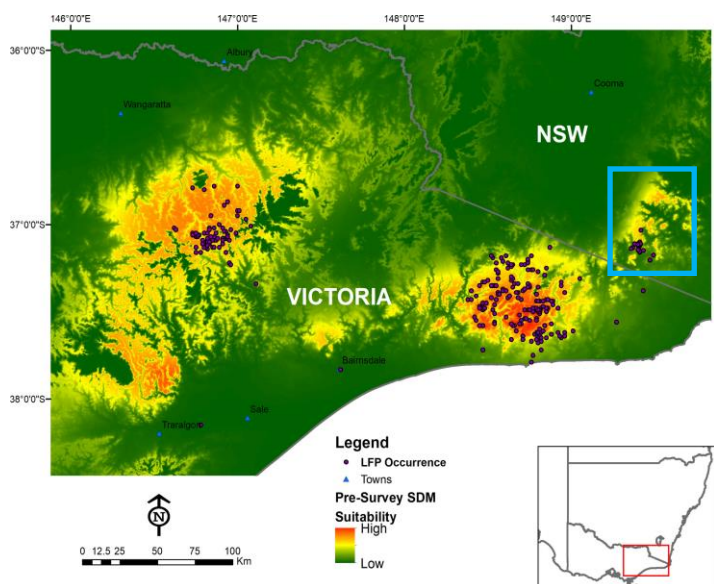 146°0'0"E 147°0'0"E 148°0'0"E 149°0'0"E
36°0'0"S
37°0'0"S
38°0'0"S
Albury
Wangaratta
Cooma
NSW
VICTORIA
Bairnsdale
Sale
Traralgon
Legend
LFP Occurrence
Towns
Pre-Survey SDM
Suitability
High
Low
N
0 12.5 25 50 75 100
Km